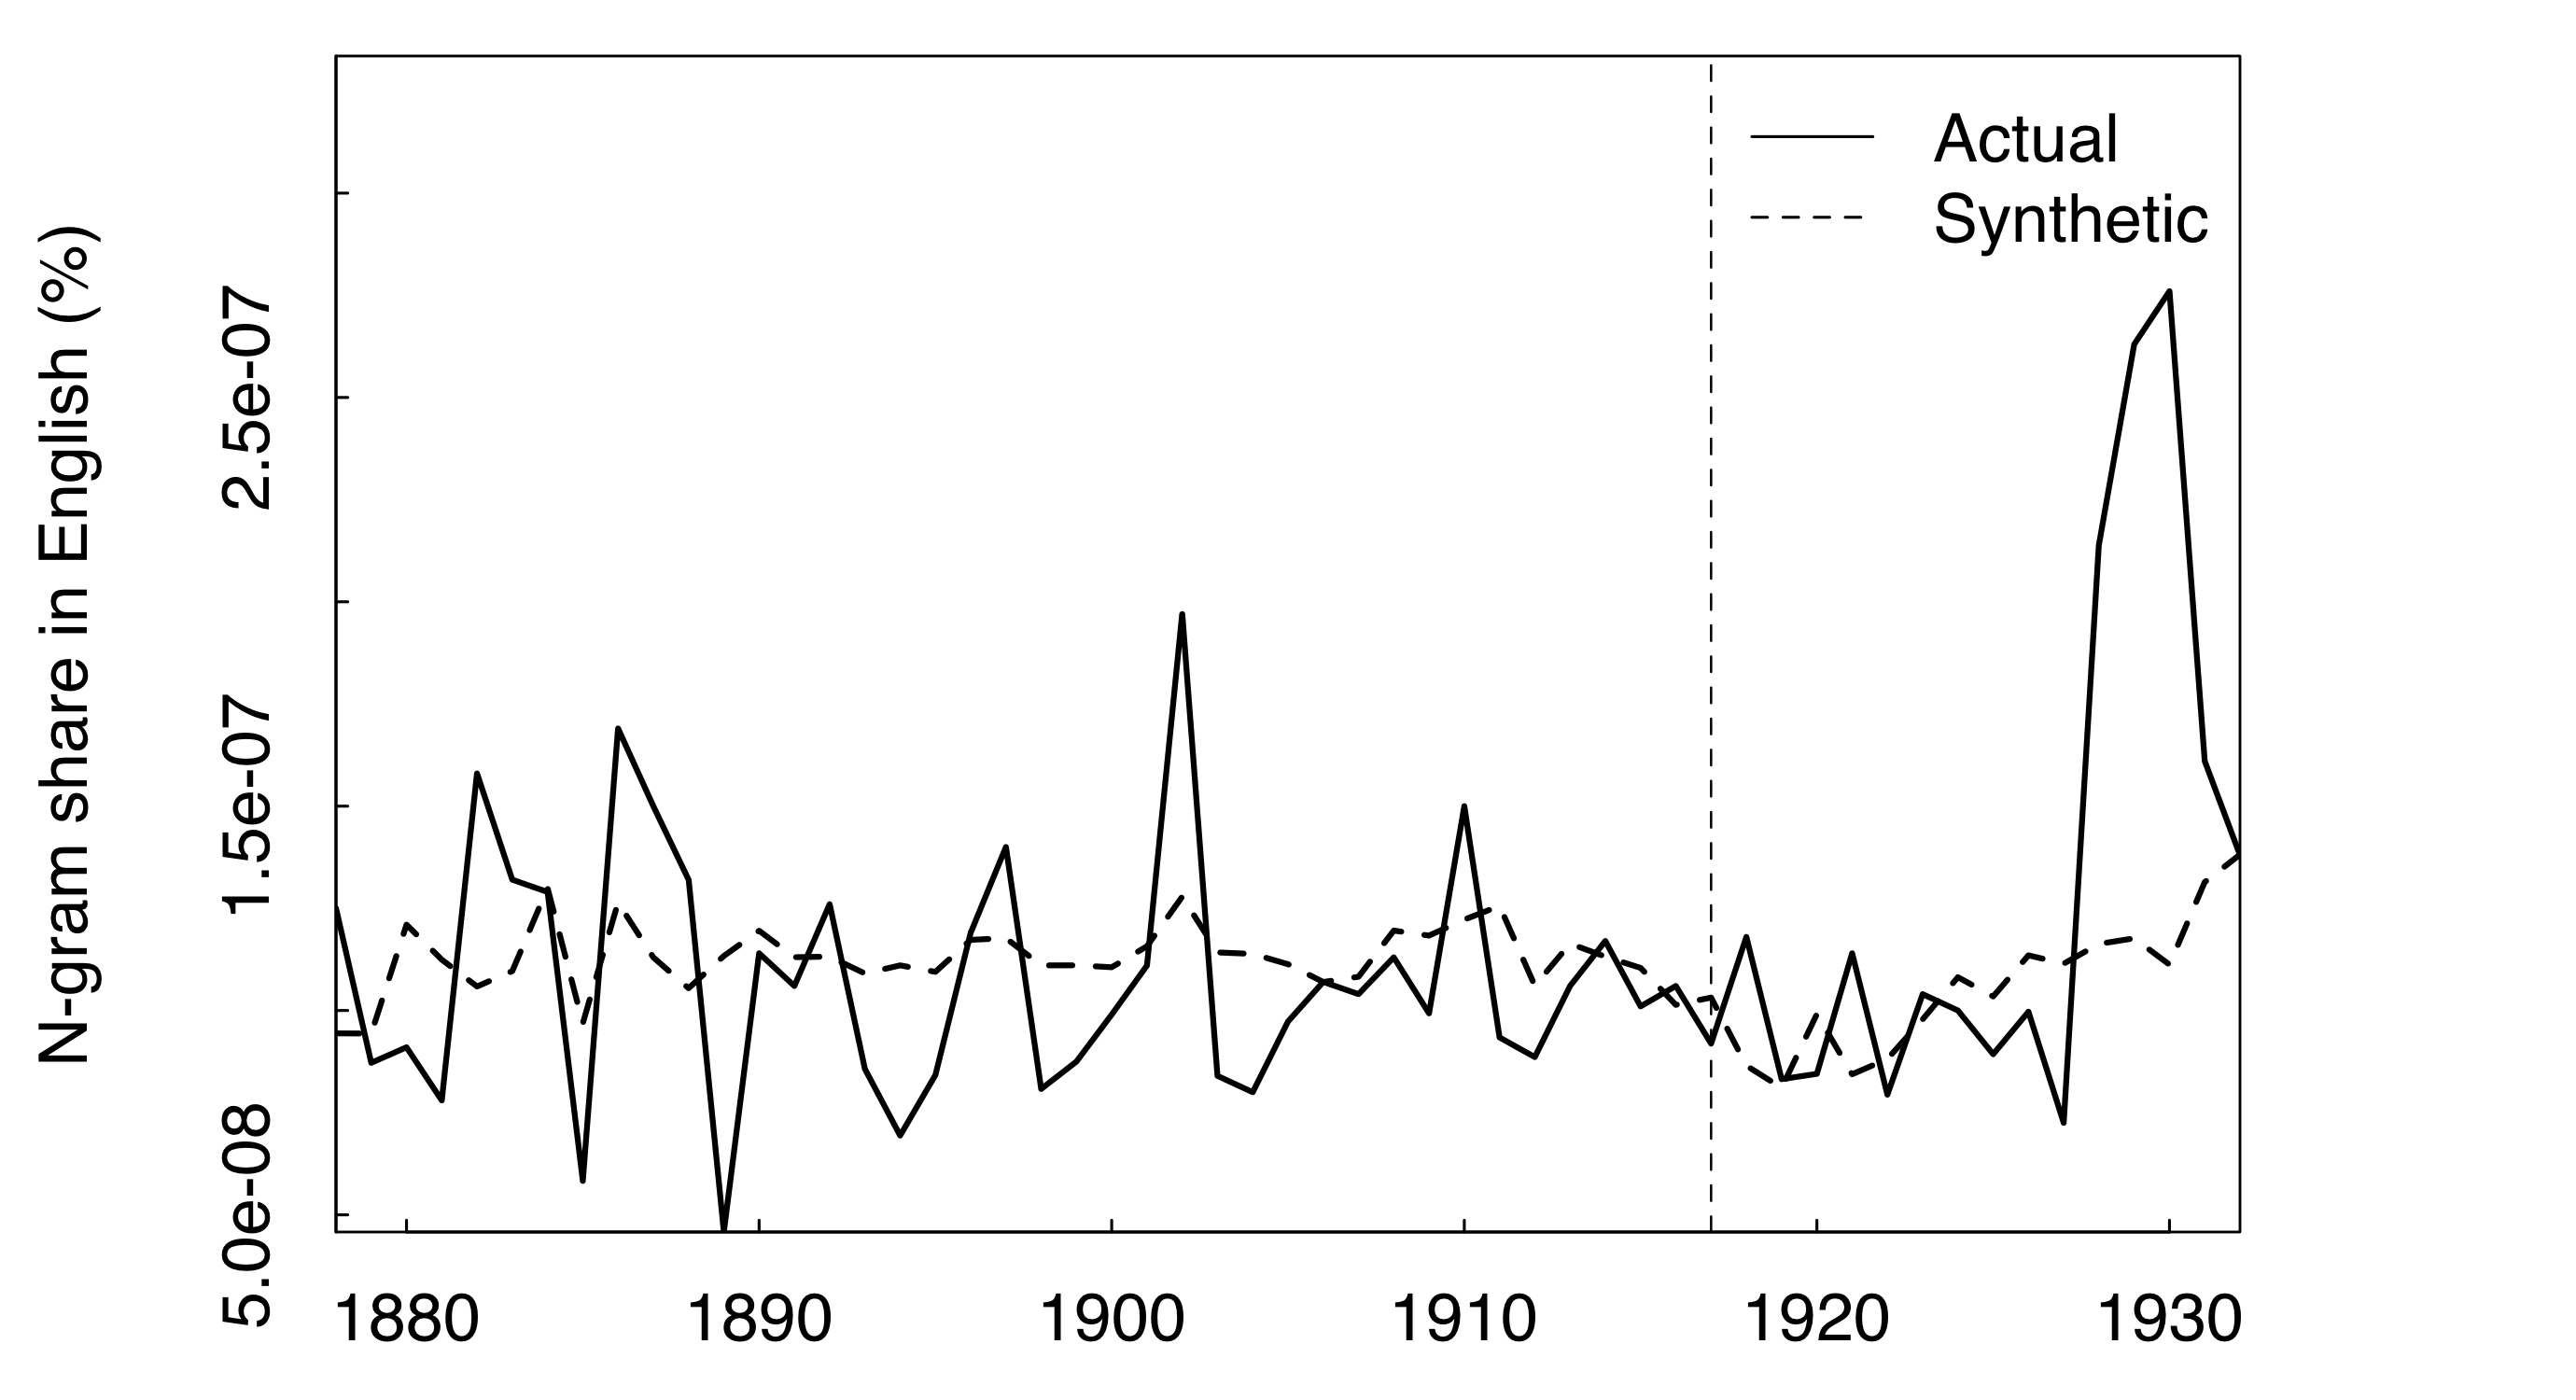 Actual
Synthetic
N-gram share in English (%)
2.5e-07
1.5e-07
5.0e-08
1880 1890 1900 1910 1920 1930